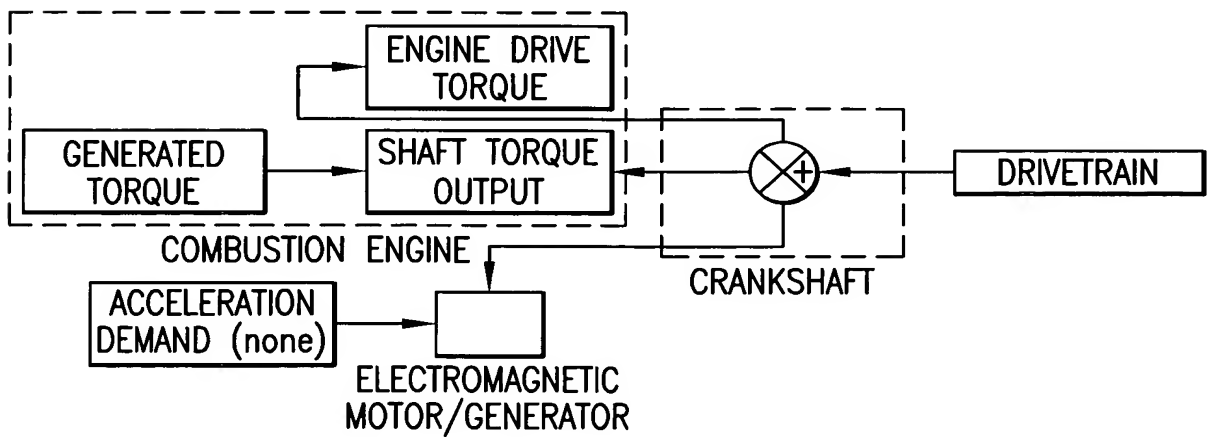 ENGINE DRIVE
TORQUE
GENERATED
TORQUE
SHAFT TORQUE
OUTPUT
+
DRIVETRAIN
COMBUSTION ENGINE
CRANKSHAFT
ACCELERATION
DEMAND (none)
ELECTROMAGNETIC
MOTOR/GENERATOR